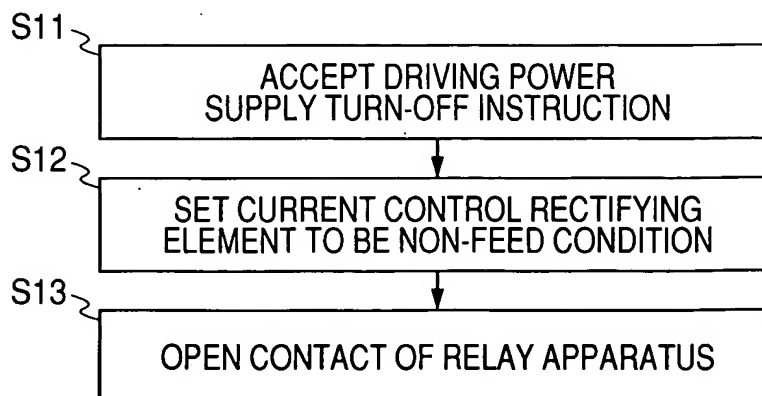 S11
ACCEPT DRIVING POWER
SUPPLY TURN-OFF INSTRUCTION
S12
SET CURRENT CONTROL RECTIFYING
ELEMENT TO BE NON-FEED CONDITION
S13
OPEN CONTACT OF RELAY APPARATUS